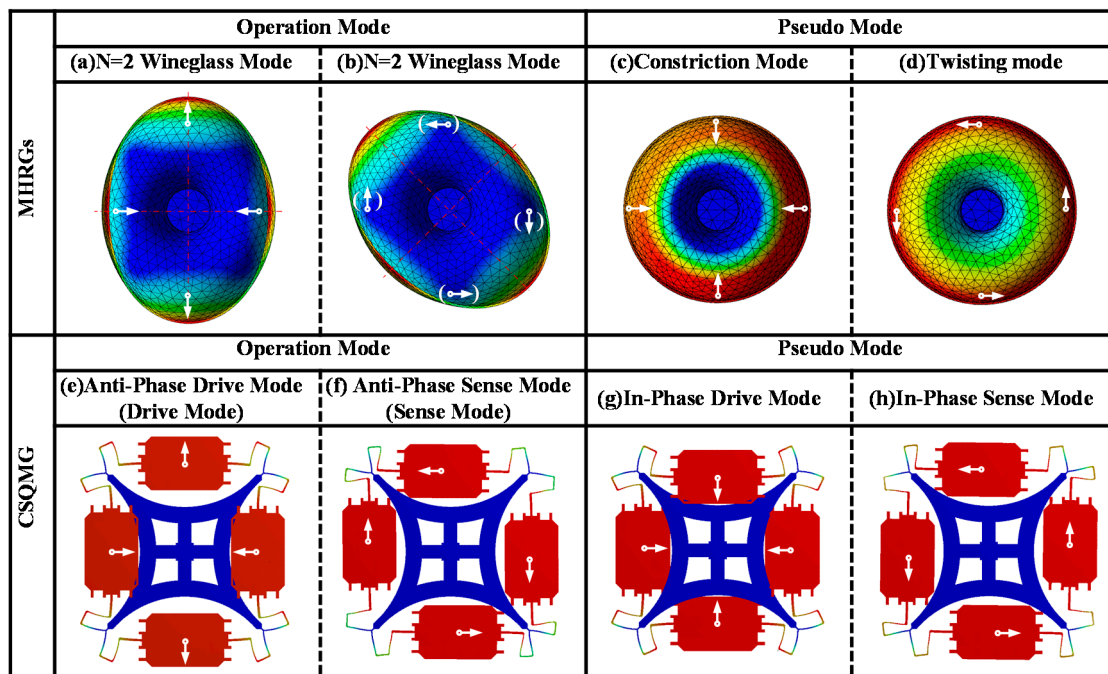 Operation Mode
Pseudo Mode
(a)N=2 Wineglass Mode
(b)N=2 Wineglass Mode
(c)Constriction Mode
(d)Twisting mode
MHRGs
Operation Mode
Pseudo Mode
(e)Anti-Phase Drive Mode
(Drive Mode)
(f) Anti-Phase Sense Mode
(Sense Mode)
(g)In-Phase Drive Mode
(h)In-Phase Sense Mode
CSQMG